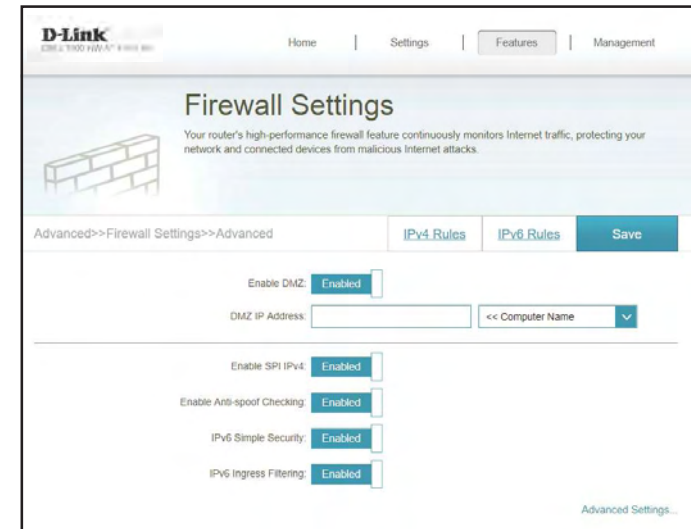 D-Link
Home | Settings | Features | Management
Firewall Settings
Your router's high-performance firewall feature continuously monitors Internet traffic, protecting your
network and connected devices from malicious Internet attacks.
Advanced>>Firewall Settings>>Advanced
IPv4 Rules
IPv6 Rules
Save
Enable DMZ: Enabled
DMZ IP Address: << Computer Name
Enable SPI IPv4: Enabled
Enable Anti-spoof Checking: Enabled
IPv6 Simple Security: Enabled
IPv6 Ingress Filtering: Enabled
Advanced Settings...